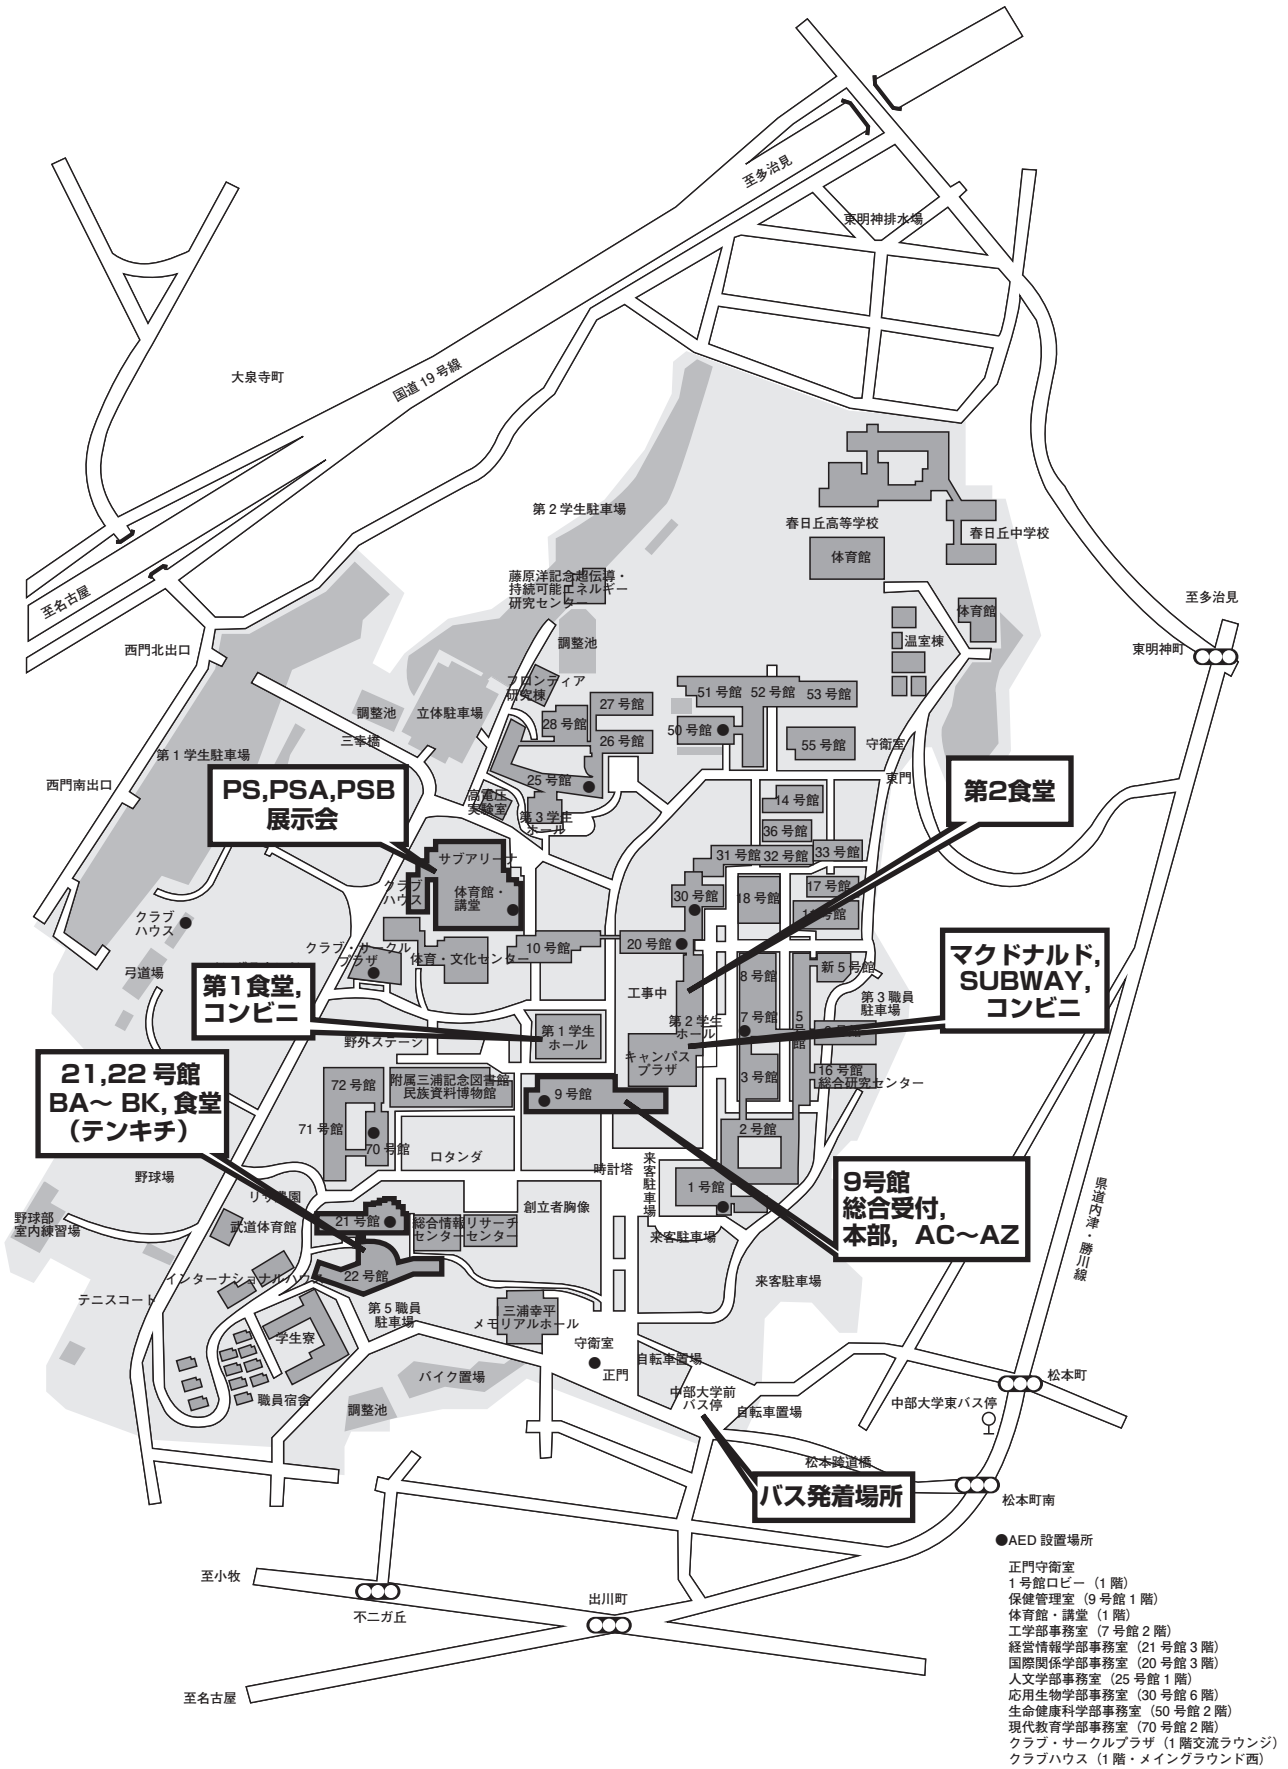 至多治見
東明神排水場
大泉寺町
国道19号線
第2学生駐車場
春日丘高等学校
春日丘中学校
体育館
藤原洋記念超伝導・
持続可能エネルギー
研究センター
至名古屋
体育館
至多治見
調整池
温室棟
西門北出口
東明神町
フロンティア
研究棟
51号館
52号館
53号館
27号館
調整池
立体駐車場
28号館
50号館
三幸橋
26号館
55号館
守衛室
第1学生駐車場
西門南出口
25号館
東門
PS,PSA,PSB
展示会
第2食堂
高電圧
実験室
14号館
第3学生
ホール
36号館
サブアリーナ
31号館
32号館
33号館
クラブ
ハウス
体育館・
講堂
17号館
30号館
18号館
クラブ
ハウス
10号館
20号館
クラブ・サークル
プラザ
体育・文化センター
マクドナルド,
SUBWAY,
コンビニ
弓道場
8号館
新5号館
第1食堂,
コンビニ
工事中
第3職員
駐車場
第2学生
ホール
7号館
5号館
第1学生
ホール
野外ステーン
キャンパス
プラザ
21,22号館
BA〜BK,食堂
(テンキチ)
72号館
附属三浦記念図書館
民族資料博物館
9号館
3号館
16号館
総合研究センター
71号館
70号館
2号館
ロタンダ
時計塔
来客駐車場
9号館
総合受付,
本部, AC〜AZ
野球場
1号館
県道内津・勝川線
創立者胸像
野球部
室内練習場
武道体育館
21号館
総合情報
センター
リサーチ
センター
来客駐車場
インターナショナルハウス
22号館
来客駐車場
テニスコート
第5職員
駐車場
三浦幸平
メモリアルホール
学生寮
守衛室
自転車置場
正門
バイク置場
松本町
職員宿舎
中部大学前
バス停
中部大学東バス停
調整池
自転車置場
松本跨道橋
バス発着場所
松本町南
●AED設置場所
正門守衛室
1号館ロビー(1階)
保健管理室(9号館1階)
体育館・講堂(1階)
工学部事務室(7号館2階)
経営情報学部事務室(21号館3階)
国際関係学部事務室(20号館3階)
人文学部事務室(25号館1階)
応用生物学部事務室(30号館6階)
生命健康科学部事務室(50号館2階)
現代教育学部事務室(70号館2階)
クラブ・サークルプラザ(1階交流ラウンジ)
クラブハウス(1階・メイングラウンド西)
至小牧
不二ガ丘
出川町
至名古屋